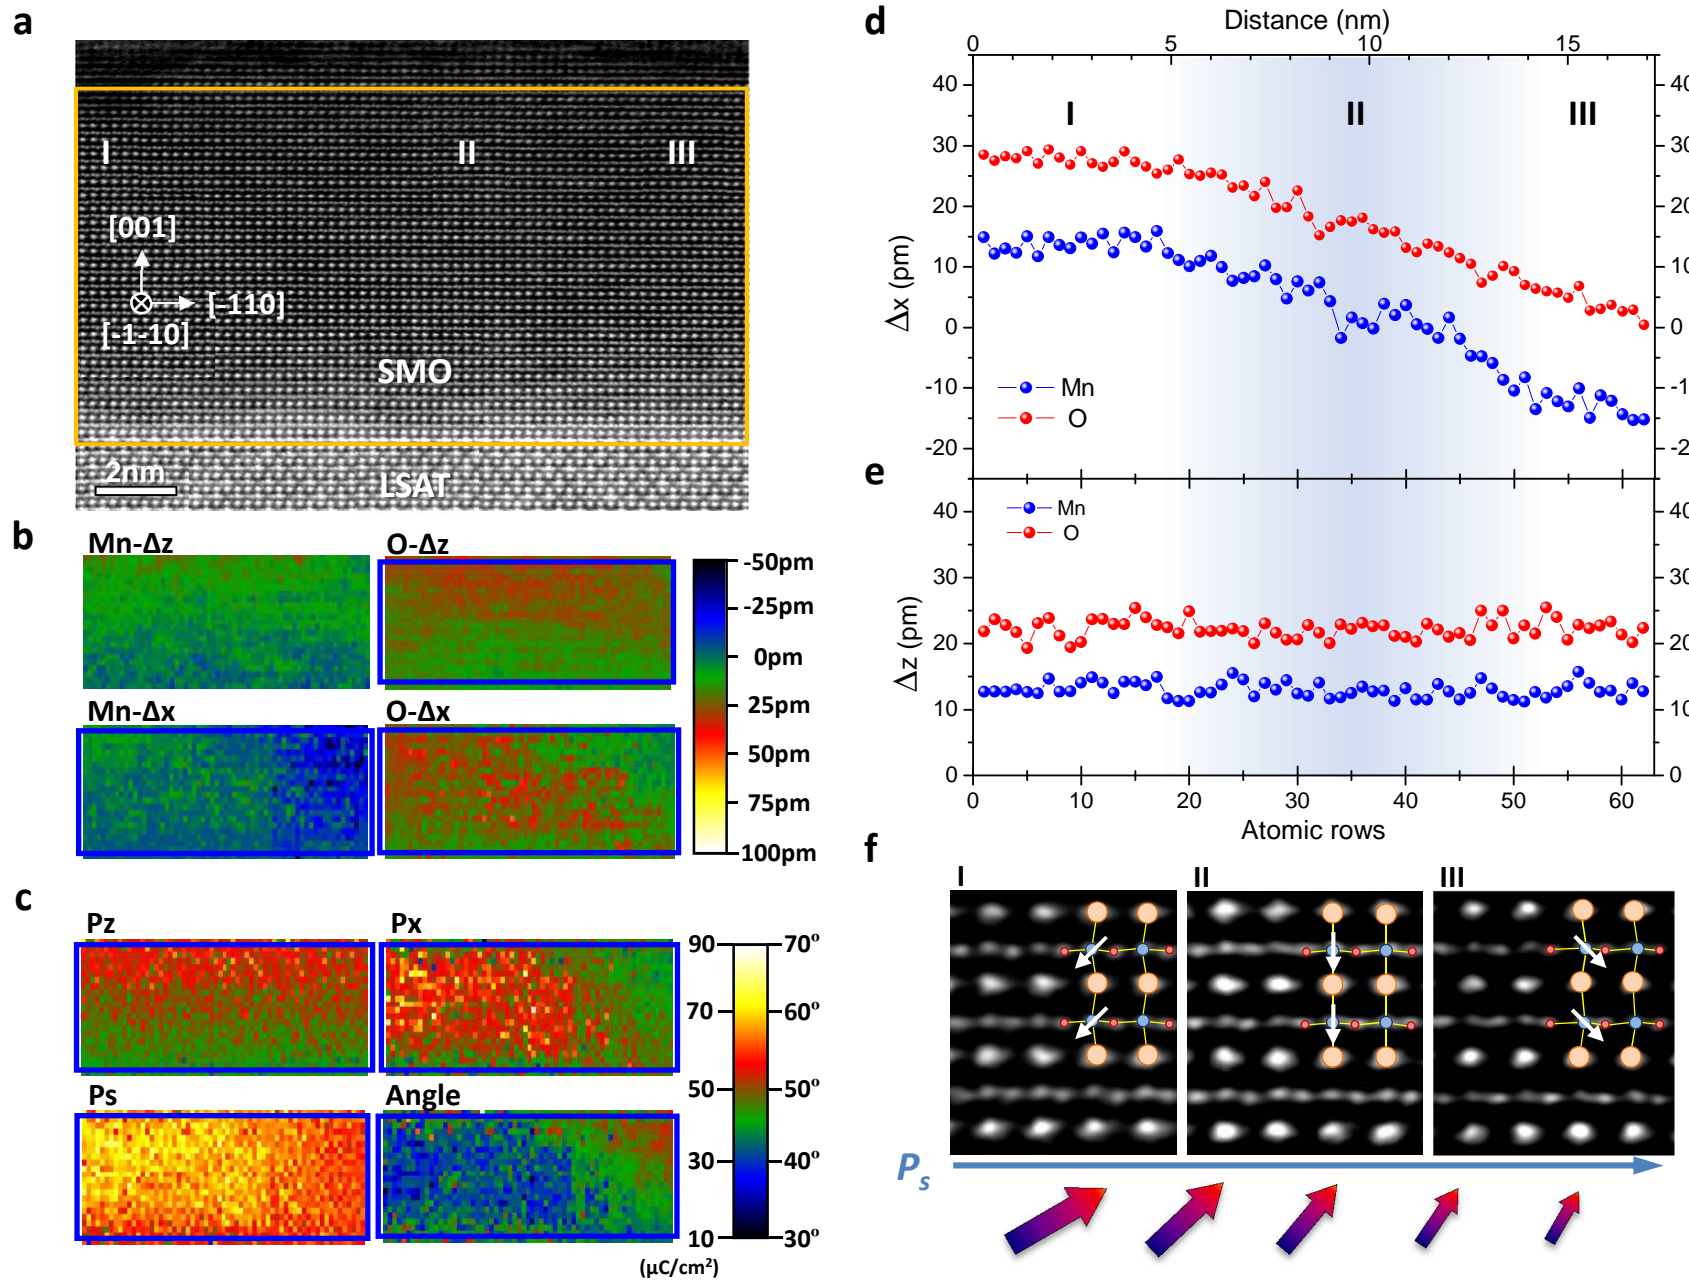 a
I
II
III
[001]
[-110]
[-1-10]
SMO
2nm
LSAT
b
Mn-Δz
O-Δz
Mn-Δx
O-Δx
-50pm
-25pm
0pm
25pm
50pm
75pm
100pm
c
Pz
Px
Ps
Angle
90
70
50
30
10
70°
60°
50°
40°
30°
(μC/cm²)
d
Distance (nm)
0
5
10
15
40
30
20
10
0
-10
-20
Δx (pm)
I
II
III
Mn
O
e
40
30
20
10
0
Δz (pm)
Mn
O
0
10
20
30
40
50
60
Atomic rows
f
I
II
III
Ps